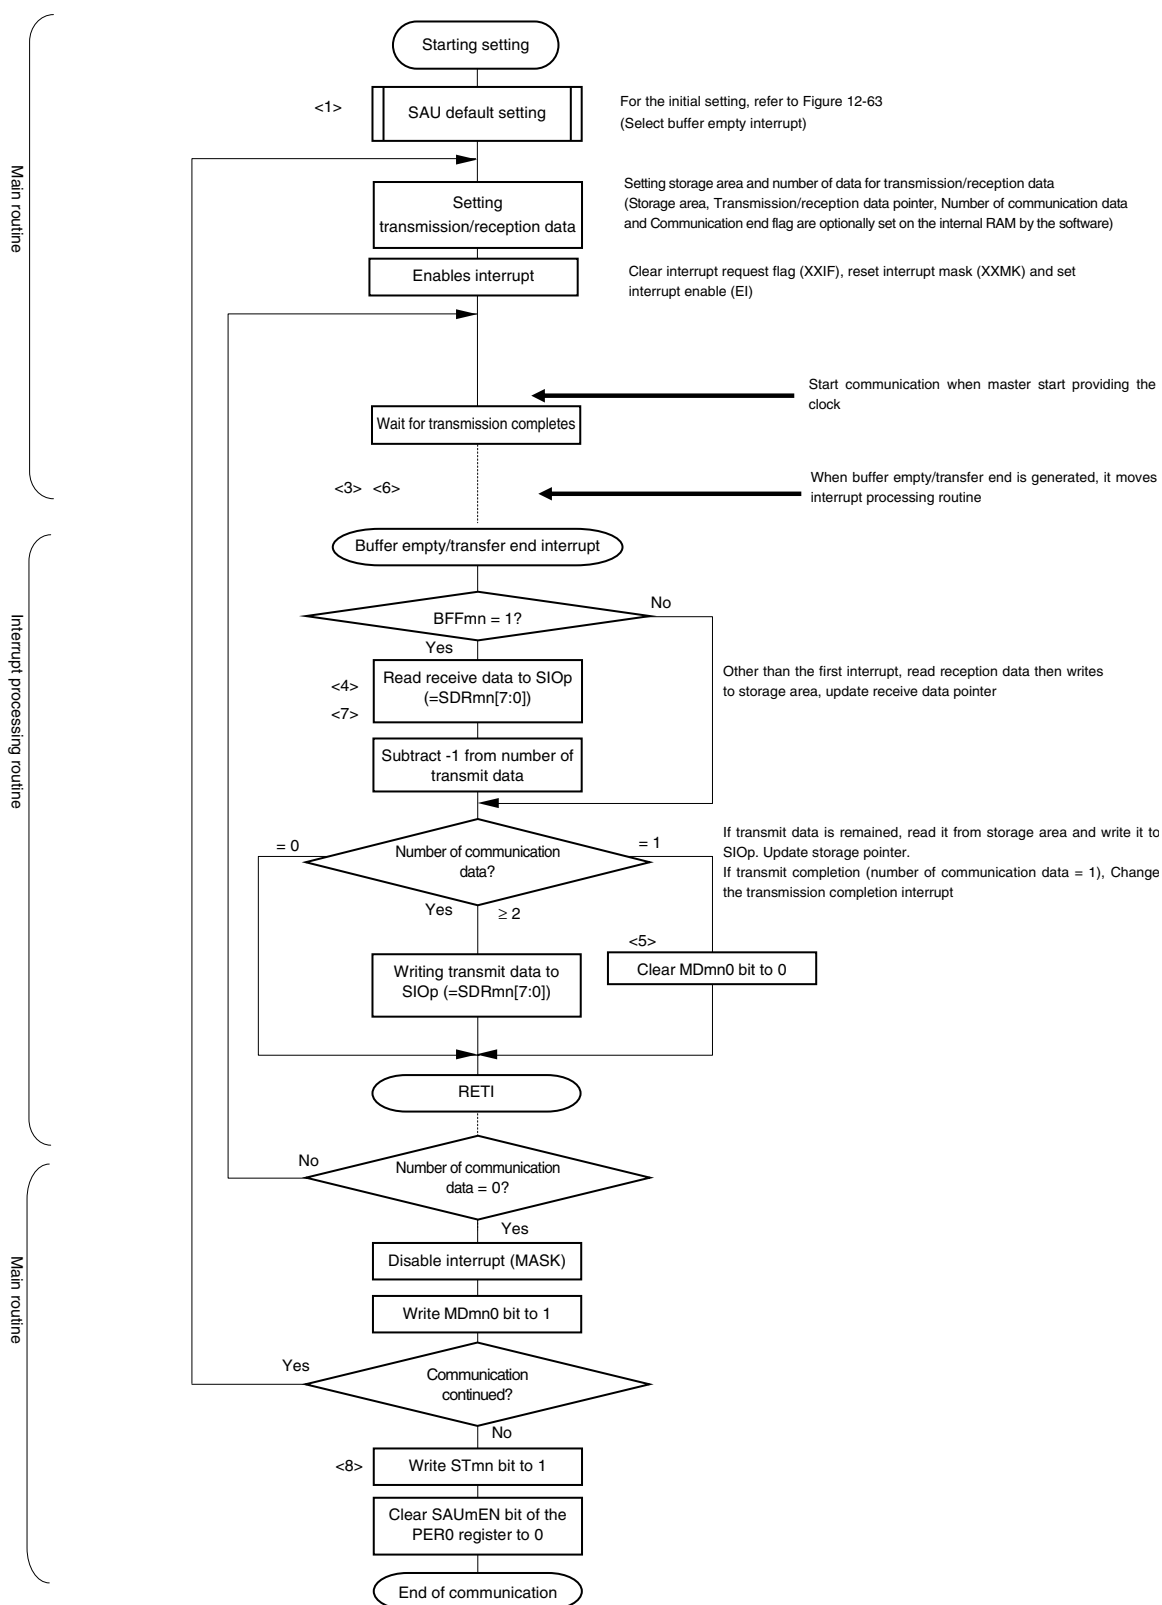 Starting setting
<1>
SAU default setting
For the initial setting, refer to Figure 12-63
(Select buffer empty interrupt)
Main routine
Setting
transmission/reception data
Setting storage area and number of data for transmission/reception data
(Storage area, Transmission/reception data pointer, Number of communication data
and Communication end flag are optionally set on the internal RAM by the software)
Enables interrupt
Clear interrupt request flag (XXIF), reset interrupt mask (XXMK) and set
interrupt enable (EI)
Start communication when master start providing the
clock
Wait for transmission completes
<3> <6>
When buffer empty/transfer end is generated, it moves
interrupt processing routine
Buffer empty/transfer end interrupt
Interrupt processing routine
BFFmn = 1?
No
Yes
<4>
<7>
Read receive data to SIOp
(=SDRmn[7:0])
Other than the first interrupt, read reception data then writes
to storage area, update receive data pointer
Subtract -1 from number of
transmit data
= 0
Number of communication
data?
= 1
If transmit data is remained, read it from storage area and write it to
SIOp. Update storage pointer.
If transmit completion (number of communication data = 1), Change
the transmission completion interrupt
Yes
≥ 2
<5>
Writing transmit data to
SIOp (=SDRmn[7:0])
Clear MDmn0 bit to 0
RETI
No
Number of communication
data = 0?
Yes
Main routine
Disable interrupt (MASK)
Write MDmn0 bit to 1
Yes
Communication
continued?
No
<8>
Write STmn bit to 1
Clear SAUmEN bit of the
PER0 register to 0
End of communication